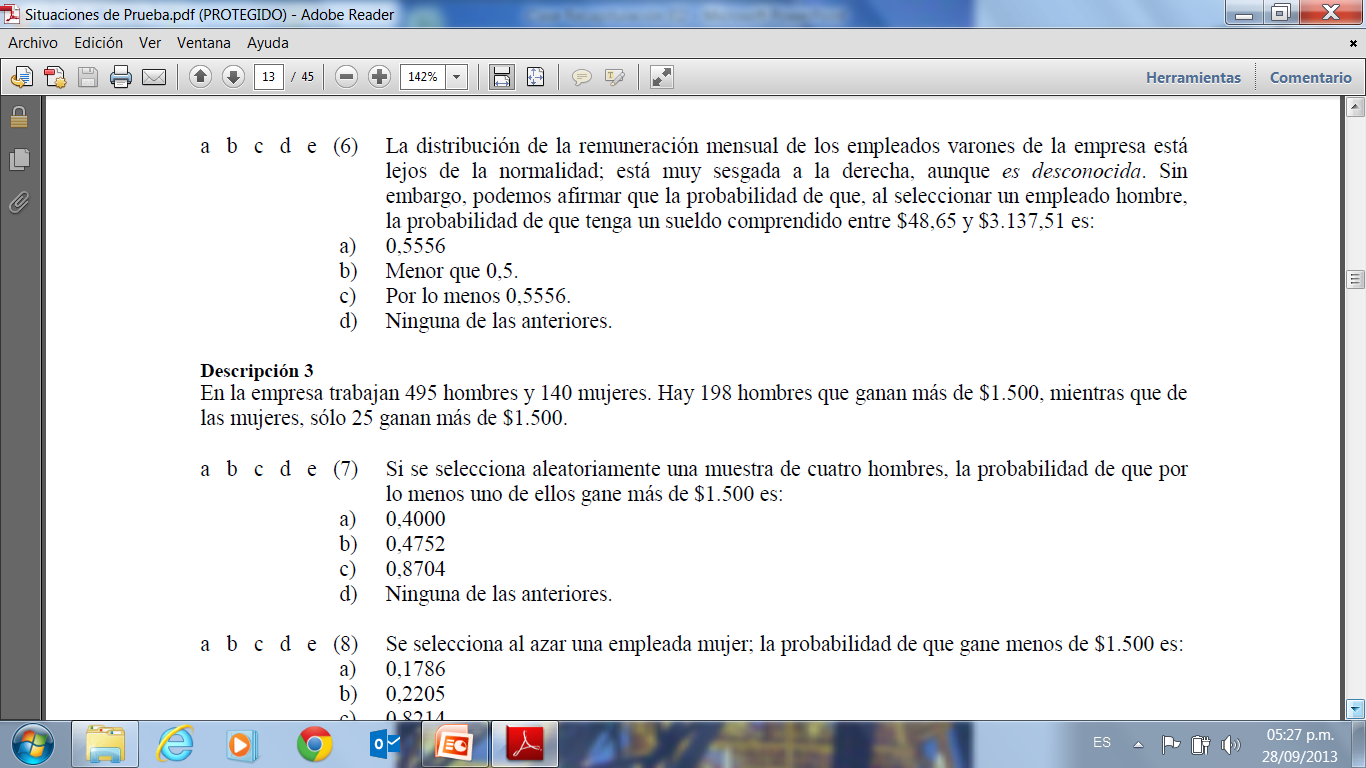 Situaciones de Prueba.pdf (PROTEGIDO) - Adobe Reader
Archivo Edición Ver Ventana Ayuda
13 / 45 142% Herramientas Comentario
a b c d e (6) La distribución de la remuneración mensual de los empleados varones de la empresa está
lejos de la normalidad; está muy sesgada a la derecha, aunque es desconocida. Sin
embargo, podemos afirmar que la probabilidad de que, al seleccionar un empleado hombre,
la probabilidad de que tenga un sueldo comprendido entre $48,65 y $3.137,51 es:
a) 0,5556
b) Menor que 0,5.
c) Por lo menos 0,5556.
d) Ninguna de las anteriores.
Descripción 3
En la empresa trabajan 495 hombres y 140 mujeres. Hay 198 hombres que ganan más de $1.500, mientras que de
las mujeres, sólo 25 ganan más de $1.500.
a b c d e (7) Si se selecciona aleatoriamente una muestra de cuatro hombres, la probabilidad de que por
lo menos uno de ellos gane más de $1.500 es:
a) 0,4000
b) 0,4752
c) 0,8704
d) Ninguna de las anteriores.
a b c d e (8) Se selecciona al azar una empleada mujer; la probabilidad de que gane menos de $1.500 es:
a) 0,1786
b) 0,2205
c) 0,8214
ES 05:27 p.m.
28/09/2013